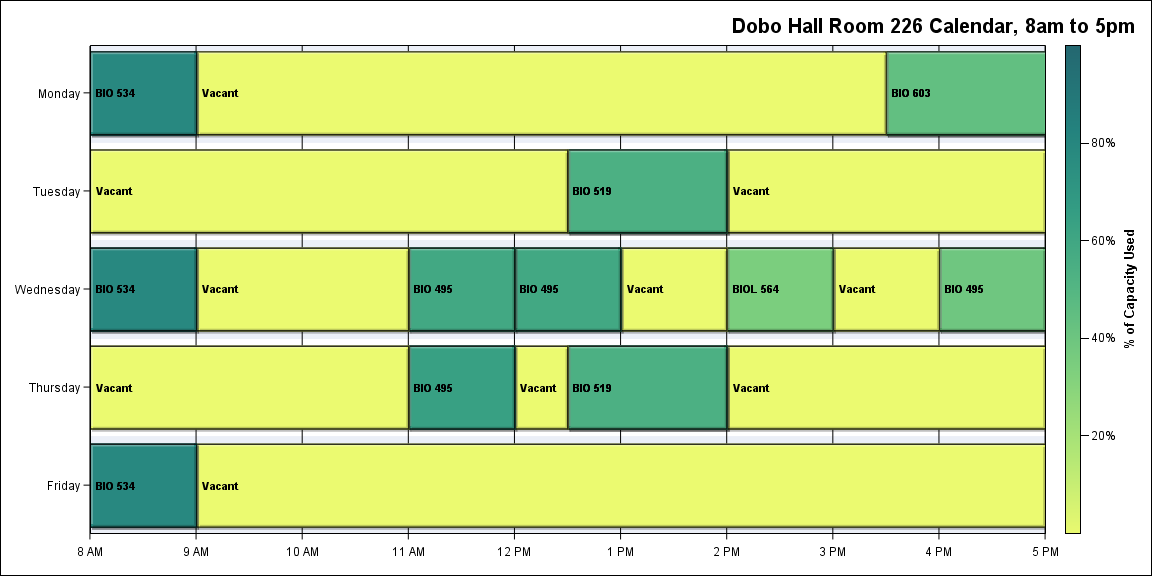 Dobo Hall Room 226 Calendar, 8am to 5pm
Monday
BIO 534
Vacant
BIO 603
Tuesday
Vacant
BIO 519
Vacant
Wednesday
BIO 534
Vacant
BIO 495
BIO 495
Vacant
BIOL 564
Vacant
BIO 495
Thursday
Vacant
BIO 495
Vacant
BIO 519
Vacant
Friday
BIO 534
Vacant
8 AM
9 AM
10 AM
11 AM
12 PM
1 PM
2 PM
3 PM
4 PM
5 PM
80%
60%
40%
20%
% of Capacity Used